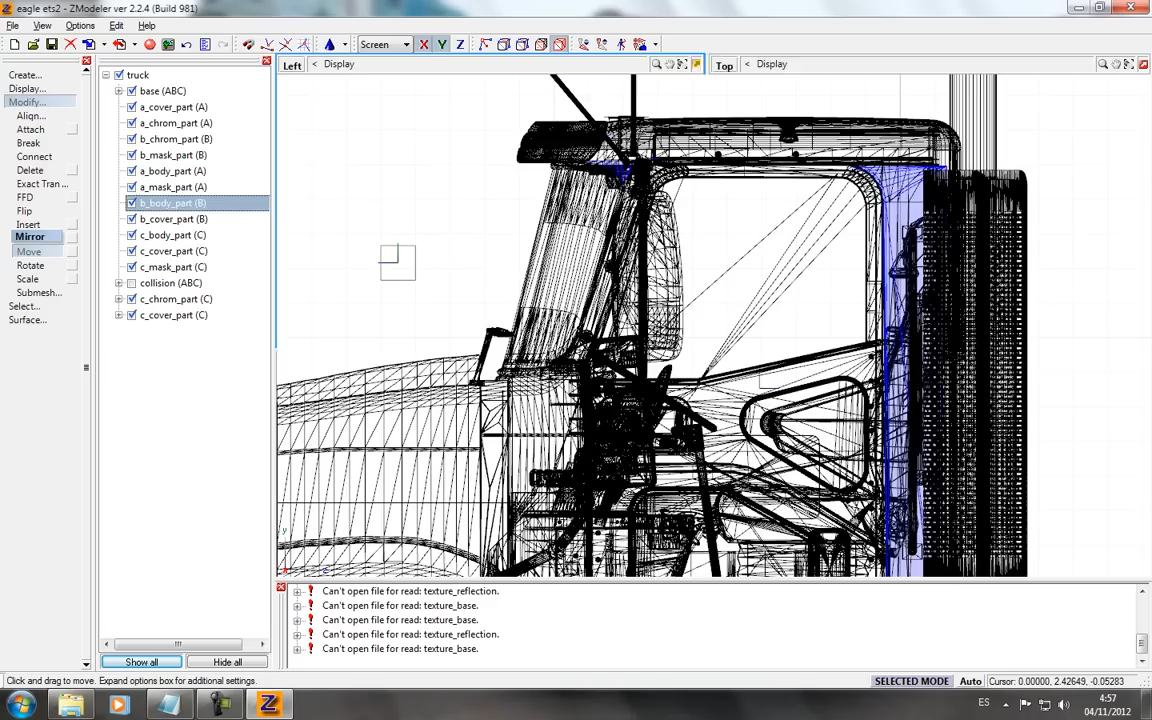 eagle ets2 - ZModeler ver 2.2.4 (Build 981)
File View Options Edit Help
Screen X Y Z
Left < Display
Top < Display
Create...
Display...
Modify...
Align...
Attach
Break
Connect
Delete
Exact Tran ...
FFD
Flip
Insert
Mirror
Move
Rotate
Scale
Submesh...
Select...
Surface...
truck
base (ABC)
a_cover_part (A)
a_chrom_part (A)
b_chrom_part (B)
b_mask_part (B)
a_body_part (A)
a_mask_part (A)
b_body_part (B)
b_cover_part (B)
c_body_part (C)
c_cover_part (C)
c_mask_part (C)
collision (ABC)
c_chrom_part (C)
c_cover_part (C)
Show all
Hide all
Can't open file for read: texture_reflection.
Can't open file for read: texture_base.
Can't open file for read: texture_base.
Can't open file for read: texture_reflection.
Can't open file for read: texture_base.
Click and drag to move. Expand options box for additional settings.
SELECTED MODE Auto Cursor: 0.00000, 2.42649, -0.05283
ES
4:57
04/11/2012